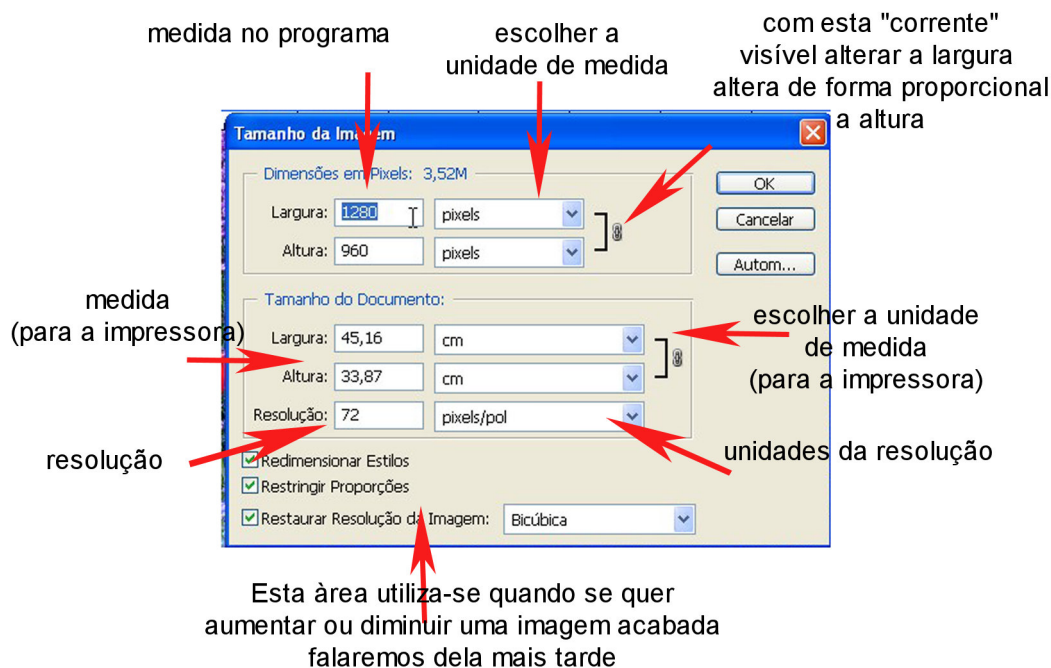 medida no programa
escolher a
unidade de medida
com esta "corrente"
visível alterar a largura
altera de forma proporcional
a altura
Tamanho da Imagem
Dimensões em Pixels: 3,52M
Largura: 1280 pixels
Altura: 960 pixels
OK
Cancelar
Autom...
medida
(para a impressora)
Tamanho do Documento:
Largura: 45,16 cm
Altura: 33,87 cm
Resolução: 72 pixels/pol
escolher a unidade
de medida
(para a impressora)
resolução
unidades da resolução
Redimensionar Estilos
Restringir Proporções
Restaurar Resolução da Imagem: Bicúbica
Esta àrea utiliza-se quando se quer
aumentar ou diminuir uma imagem acabada
falaremos dela mais tarde